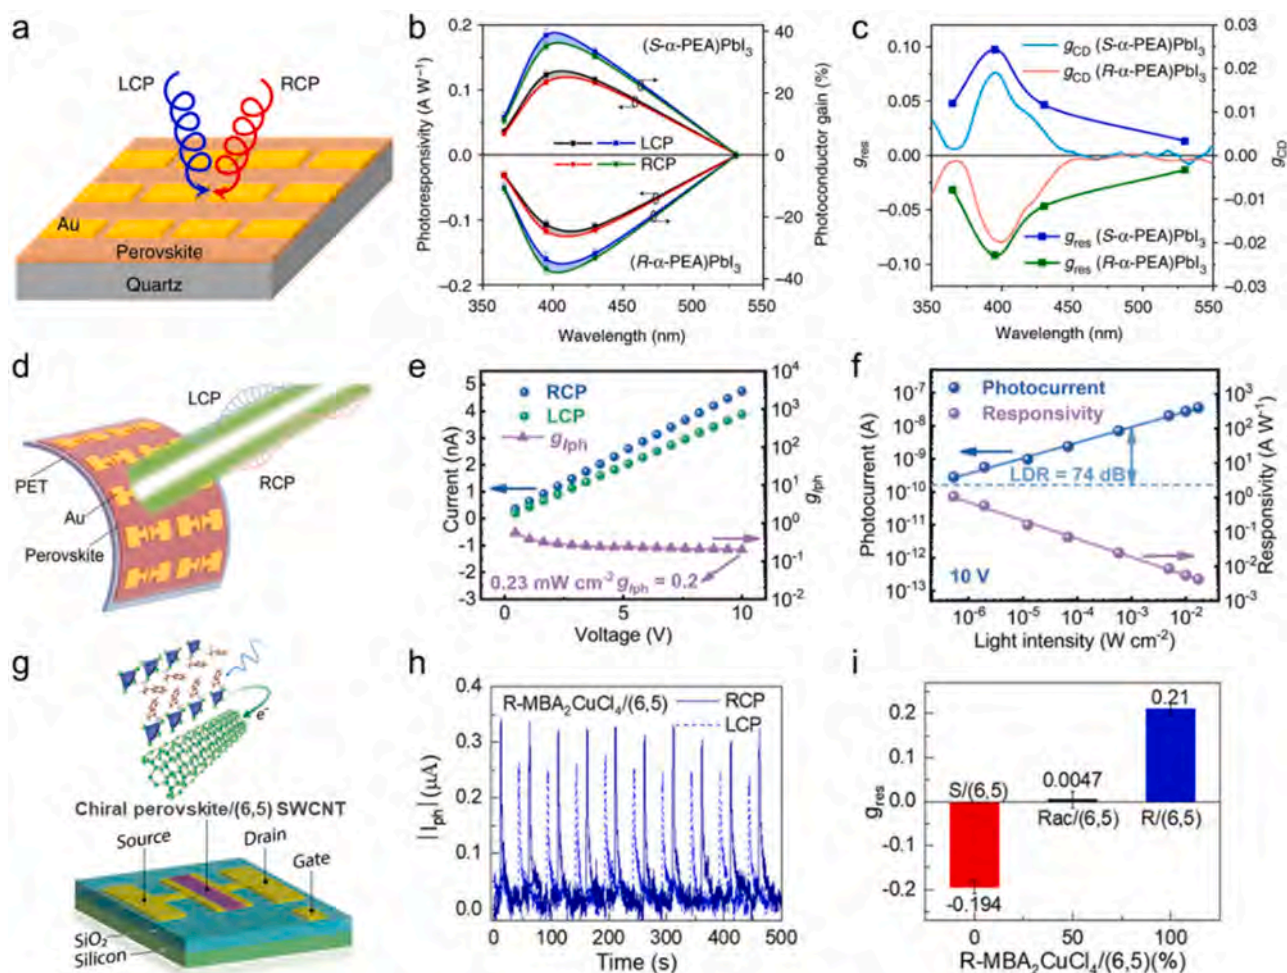 a
LCP
RCP
Au
Perovskite
Quartz
b
Photoresponsivity (A W⁻¹)
0.2
0.1
0.0
−0.1
−0.2
(S-α-PEA)PbI₃
LCP
RCP
(R-α-PEA)PbI₃
40
20
0
−20
−40
Photoconductor gain (%)
350 400 450 500 550
Wavelength (nm)
c
g_res
0.10
0.05
0.00
−0.05
−0.10
g_CD (S-α-PEA)PbI₃
g_CD (R-α-PEA)PbI₃
g_res (S-α-PEA)PbI₃
g_res (R-α-PEA)PbI₃
0.03
0.02
0.01
0.00
−0.01
−0.02
−0.03
g_CD
350 400 450 500 550
Wavelength (nm)
d
LCP
PET
RCP
Au
Perovskite
e
Current (nA)
5
4
3
2
1
0
-1
-2
-3
RCP
LCP
g_Iph
0.23 mW cm⁻³ g_Iph = 0.2
10⁴
10³
10²
10¹
10⁰
10⁻¹
10⁻²
g_Iph
0 5 10
Voltage (V)
f
Photocurrent (A)
10⁻⁷
10⁻⁸
10⁻⁹
10⁻¹⁰
10⁻¹¹
10⁻¹²
10⁻¹³
Photocurrent
Responsivity
LDR = 74 dB
10 V
10³
10²
10¹
10⁰
10⁻¹
10⁻²
10⁻³
Responsivity (A W⁻¹)
10⁻⁶ 10⁻⁵ 10⁻⁴ 10⁻³ 10⁻²
Light intensity (W cm⁻²)
g
e⁻
Chiral perovskite/(6,5) SWCNT
Source
Drain
Gate
SiO₂
Silicon
h
|I_ph| (μA)
0.4
0.3
0.2
0.1
0.0
R-MBA₂CuCl₄/(6,5)
RCP
LCP
0 100 200 300 400 500
Time (s)
i
g_res
0.2
0.1
0.0
-0.1
-0.2
0.21
S/(6,5)
0.0047
Rac/(6,5)
R/(6,5)
-0.194
0 50 100
R-MBA₂CuCl₄/(6,5)(%)